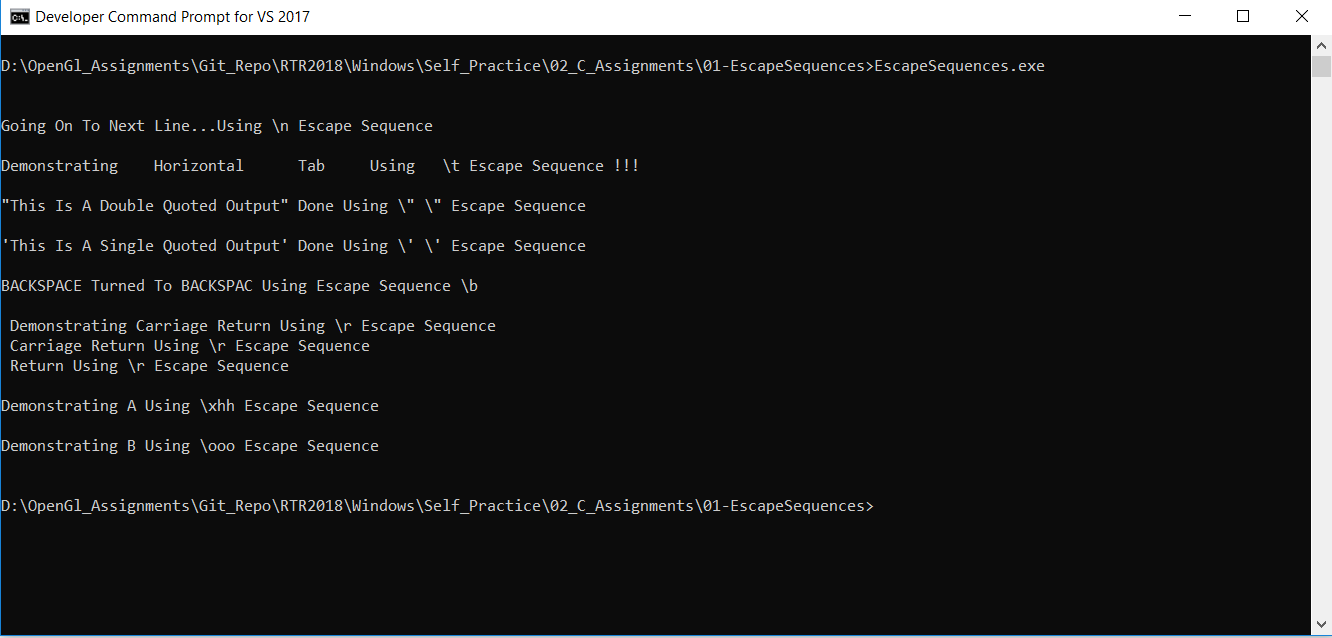 Developer Command Prompt for VS 2017
D:\OpenGl_Assignments\Git_Repo\RTR2018\Windows\Self_Practice\02_C_Assignments\01-EscapeSequences>EscapeSequences.exe
Going On To Next Line...Using \n Escape Sequence
Demonstrating    Horizontal      Tab     Using   \t Escape Sequence !!!
"This Is A Double Quoted Output" Done Using \" \" Escape Sequence
'This Is A Single Quoted Output' Done Using \' \' Escape Sequence
BACKSPACE Turned To BACKSPAC Using Escape Sequence \b
 Demonstrating Carriage Return Using \r Escape Sequence
 Carriage Return Using \r Escape Sequence
 Return Using \r Escape Sequence
Demonstrating A Using \xhh Escape Sequence
Demonstrating B Using \ooo Escape Sequence
D:\OpenGl_Assignments\Git_Repo\RTR2018\Windows\Self_Practice\02_C_Assignments\01-EscapeSequences>